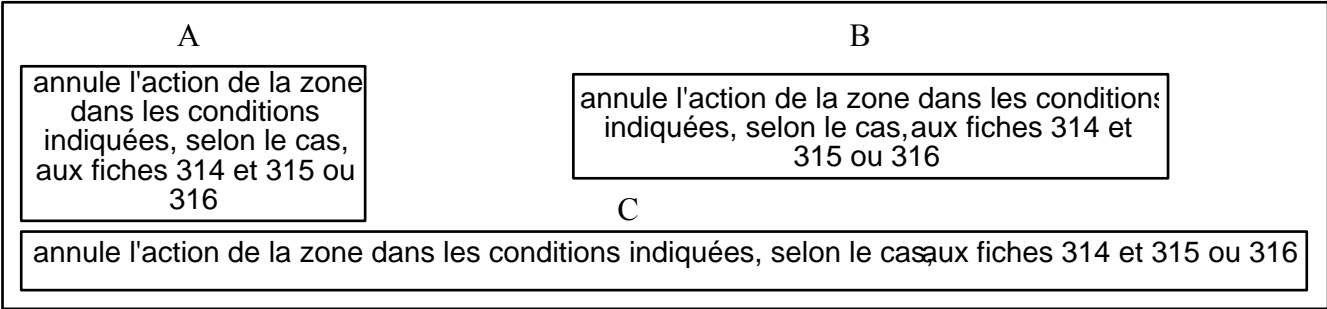 A
annule l'action de la zone
dans les conditions
indiquées, selon le cas,
aux fiches 314 et 315 ou
316
B
annule l'action de la zone dans les conditions
indiquées, selon le cas, aux fiches 314 et
315 ou 316
C
annule l'action de la zone dans les conditions indiquées, selon le cas, aux fiches 314 et 315 ou 316